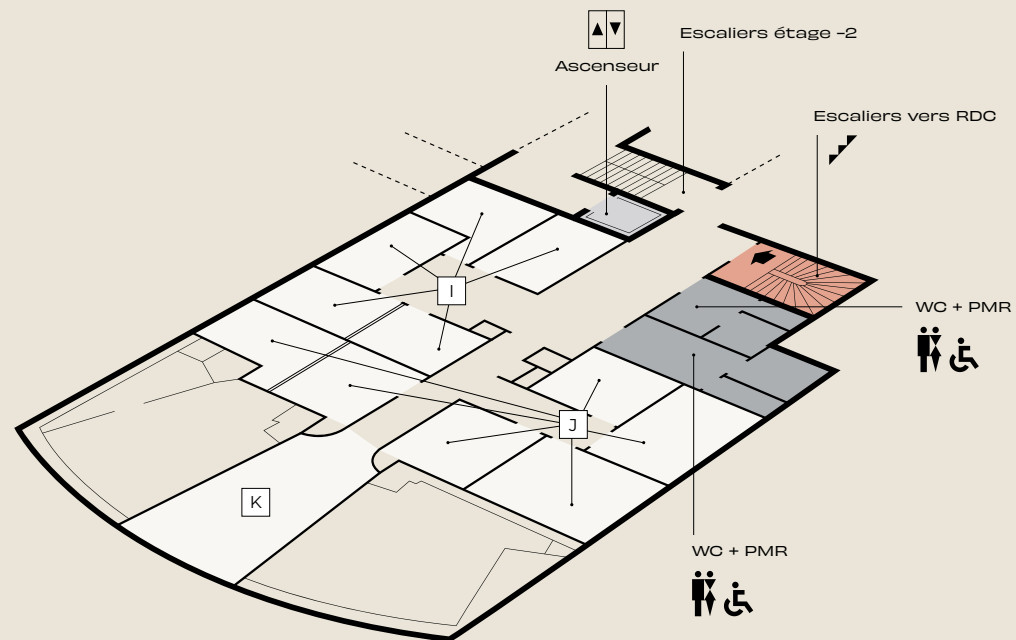 Escaliers étage -2
Ascenseur
Escaliers vers RDC
I
WC + PMR
J
K
WC + PMR